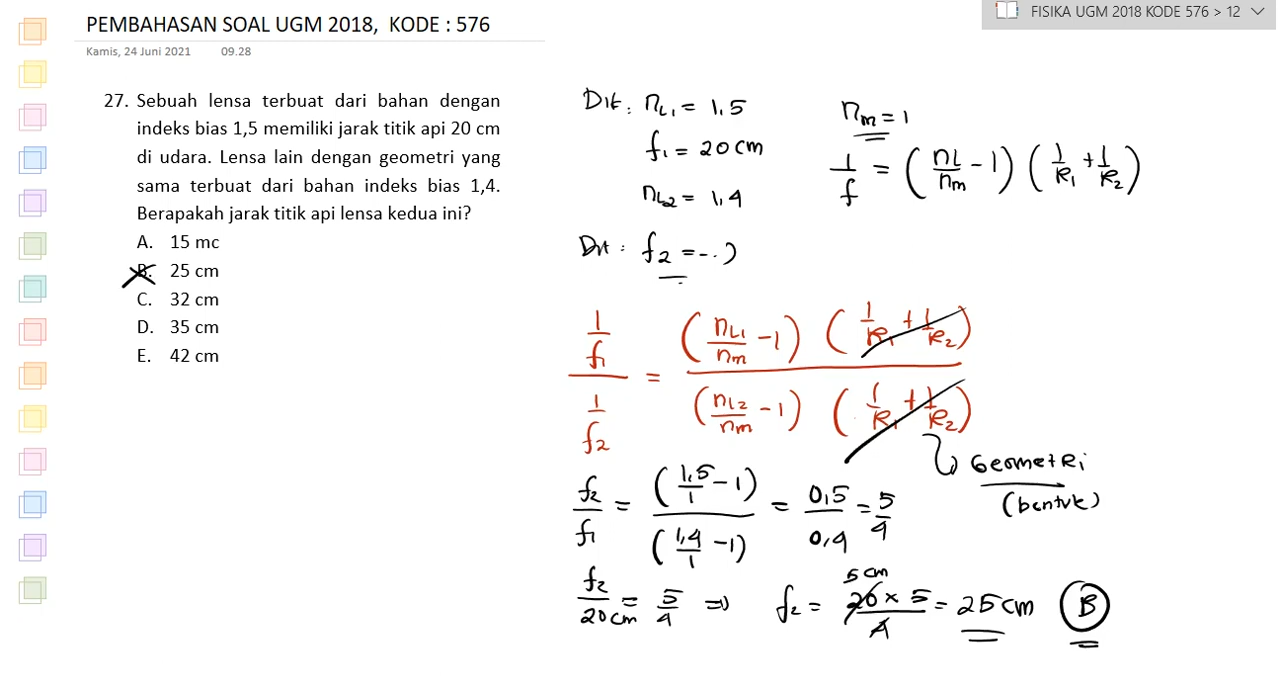 PEMBAHASAN SOAL UGM 2018, KODE : 576
FISIKA UGM 2018 KODE 576 > 12
Kamis, 24 Juni 2021 09.28
27. Sebuah lensa terbuat dari bahan dengan
indeks bias 1,5 memiliki jarak titik api 20 cm
di udara. Lensa lain dengan geometri yang
sama terbuat dari bahan indeks bias 1,4.
Berapakah jarak titik api lensa kedua ini?
A. 15 mc
B. 25 cm
C. 32 cm
D. 35 cm
E. 42 cm
Dit : nL1 = 1,5
f1 = 20 cm
nL2 = 1,4
nm = 1
1/f = (nL/nm - 1) (1/R1 + 1/R2)
Dit : f2 = -..?
1/f1 / 1/f2 = (nL1/nm - 1) (1/R1 + 1/R2) / (nL2/nm - 1) (1/R1 + 1/R2)
Geometri
(bentuk)
f2/f1 = (1,5/1 - 1) / (1,4/1 - 1) = 0,5/0,4 = 5/4
f2/20cm = 5/4 => f2 = 20 x 5 / 4 = 25 cm B
5 cm